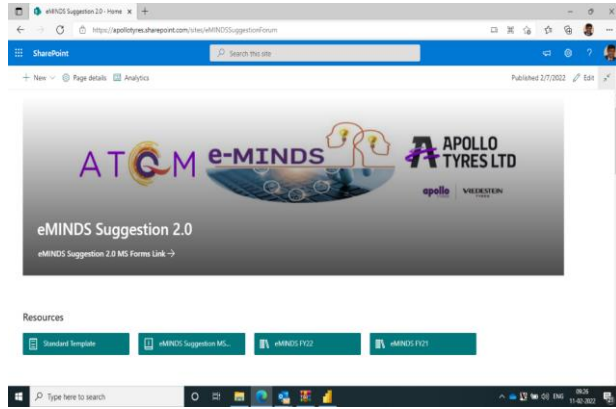 eMINDS Suggestion 2.0 - Home
https://apollotyres.sharepoint.com/sites/eMINDSSuggestionForum
SharePoint
Search this site
New
Page details
Analytics
Published 2/7/2022
Edit
ATOM
e-MINDS
APOLLO
TYRES LTD
apollo
TYRES
VREDESTEIN
TYRES
eMINDS Suggestion 2.0
eMINDS Suggestion 2.0 MS Forms Link →
Resources
Standard Template
eMINDS Suggestion MS...
eMINDS FY22
eMINDS FY21
Type here to search
ENG
09:26
11-02-2022